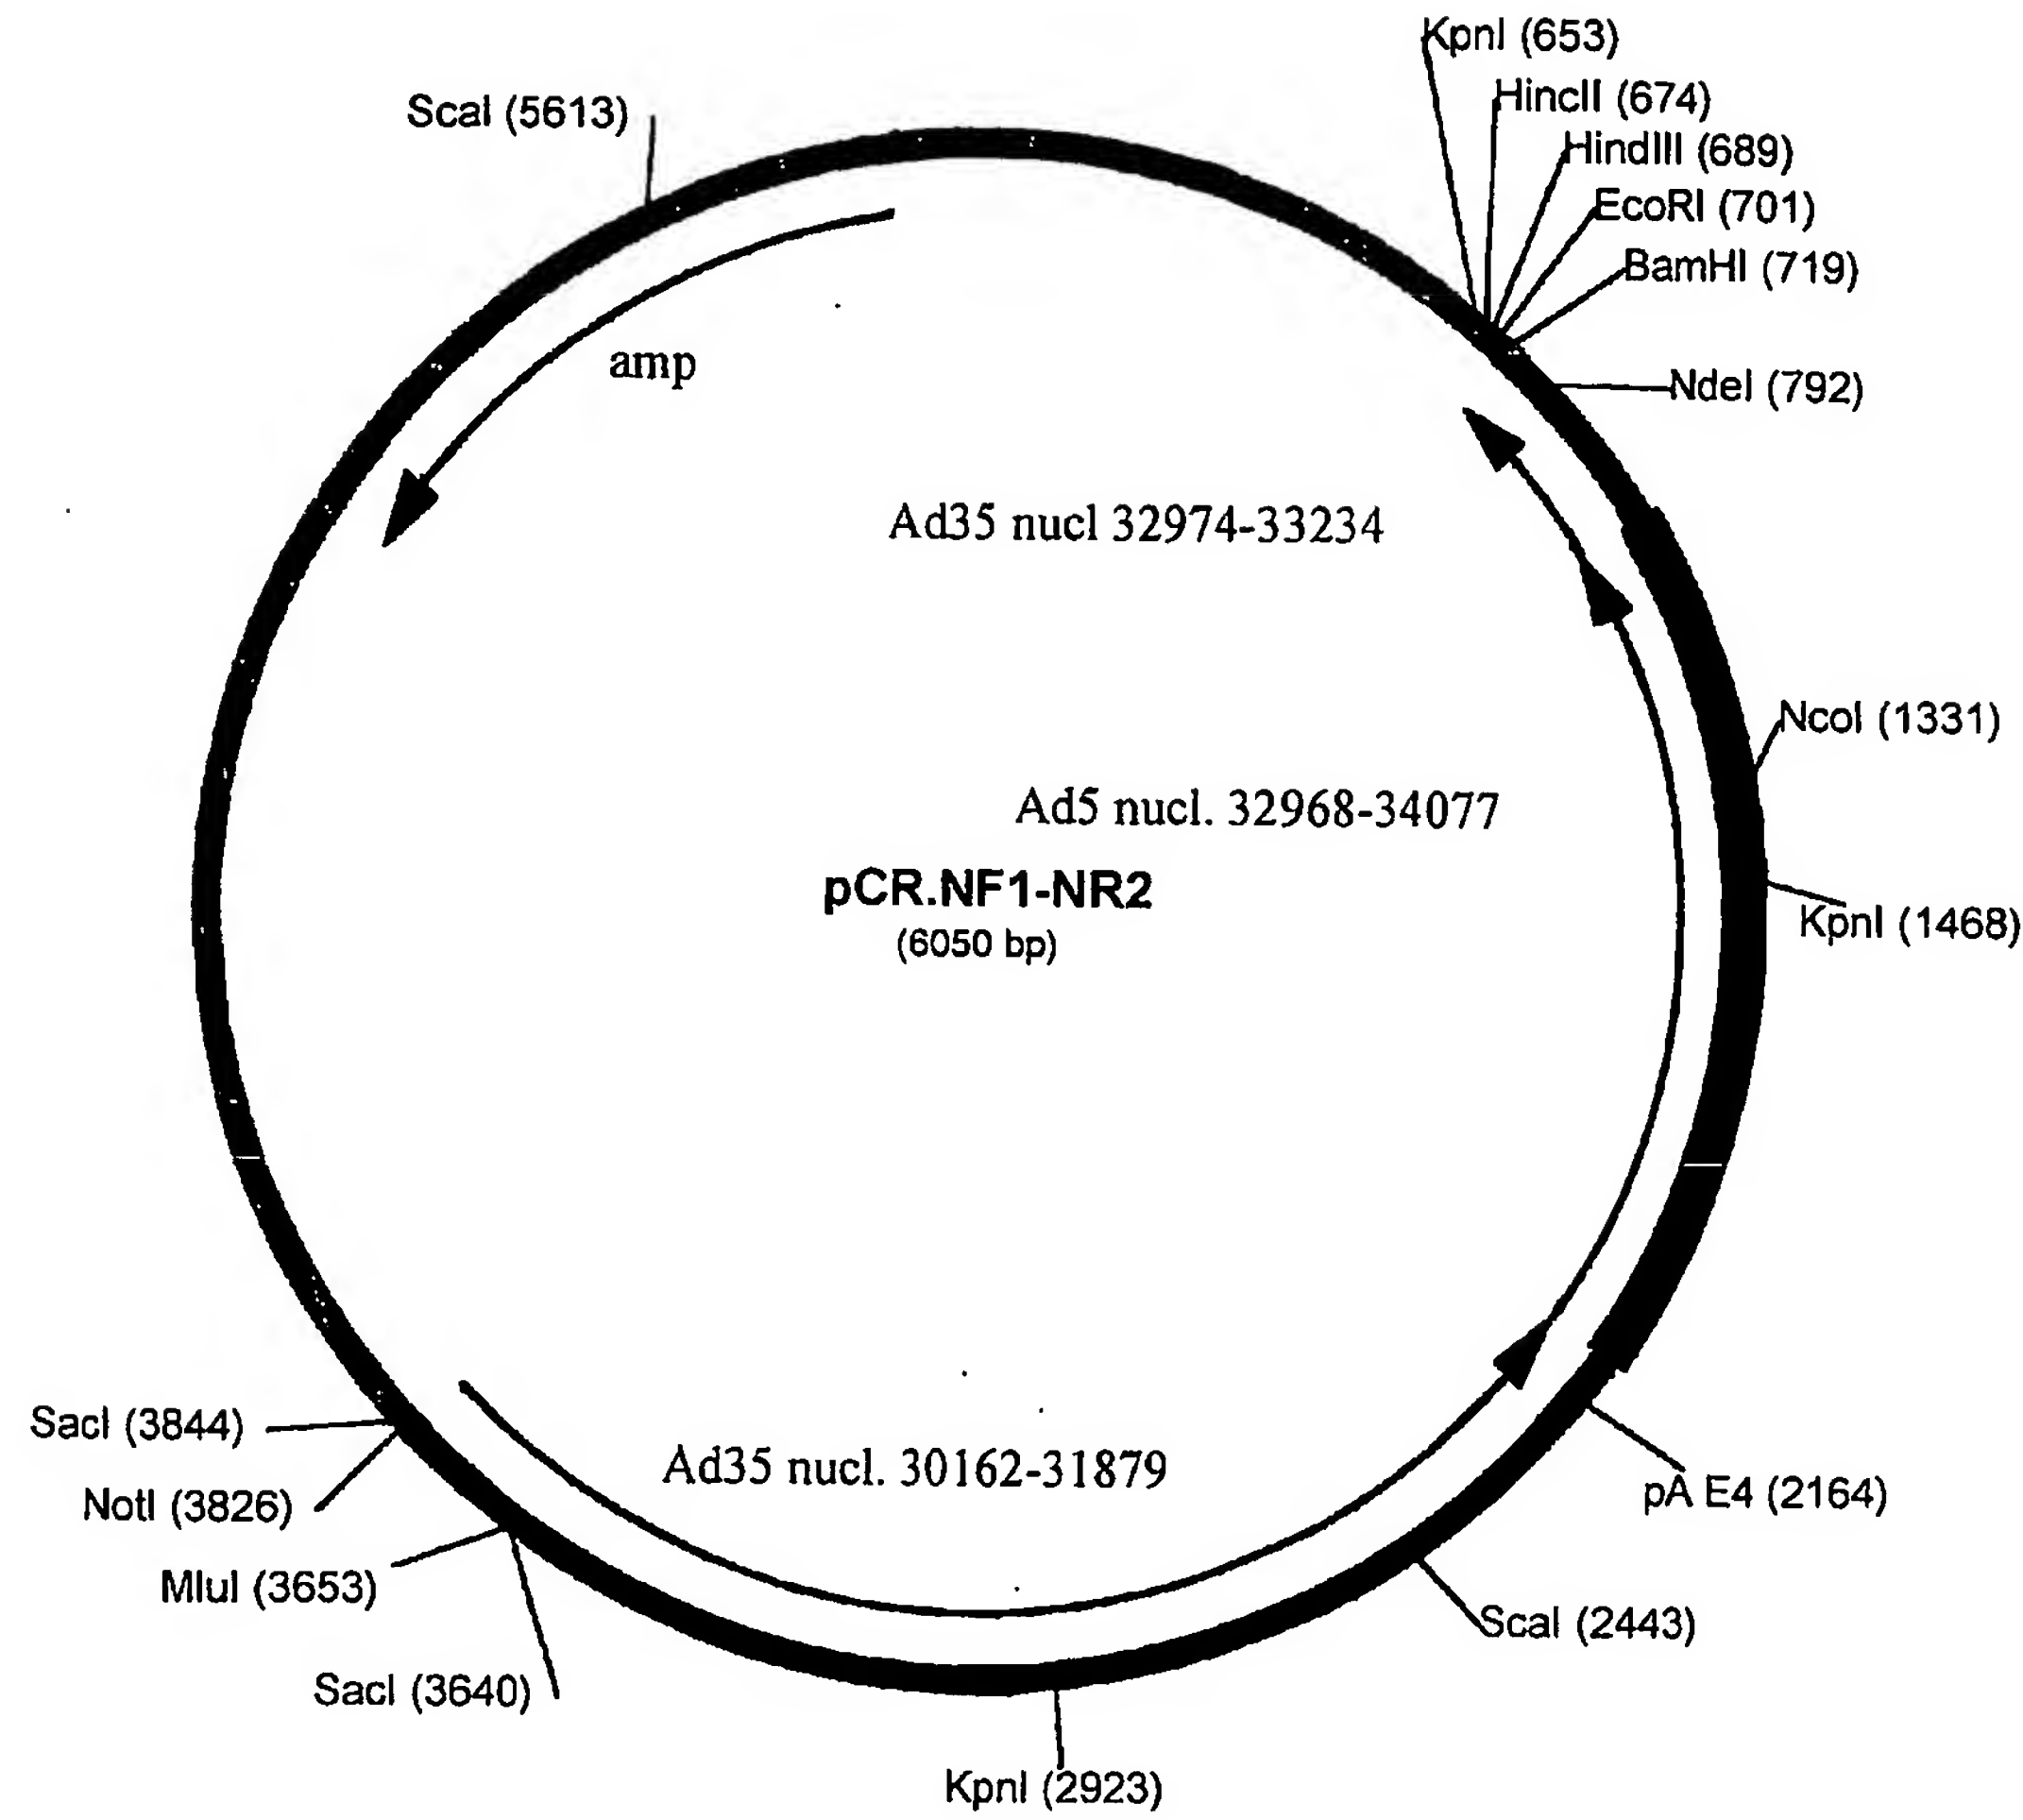 KpnI (653)
HincII (674)
ScaI (5613)
HindIII (689)
EcoRI (701)
BamHI (719)
amp
NdeI (792)
Ad35 nucl 32974-33234
NcoI (1331)
Ad5 nucl. 32968-34077
pCR.NF1-NR2
KpnI (1468)
(6050 bp)
SacI (3844)
Ad35 nucl. 30162-31879
NotI (3826)
pA E4 (2164)
MluI (3653)
ScaI (2443)
SacI (3640)
KpnI (2923)